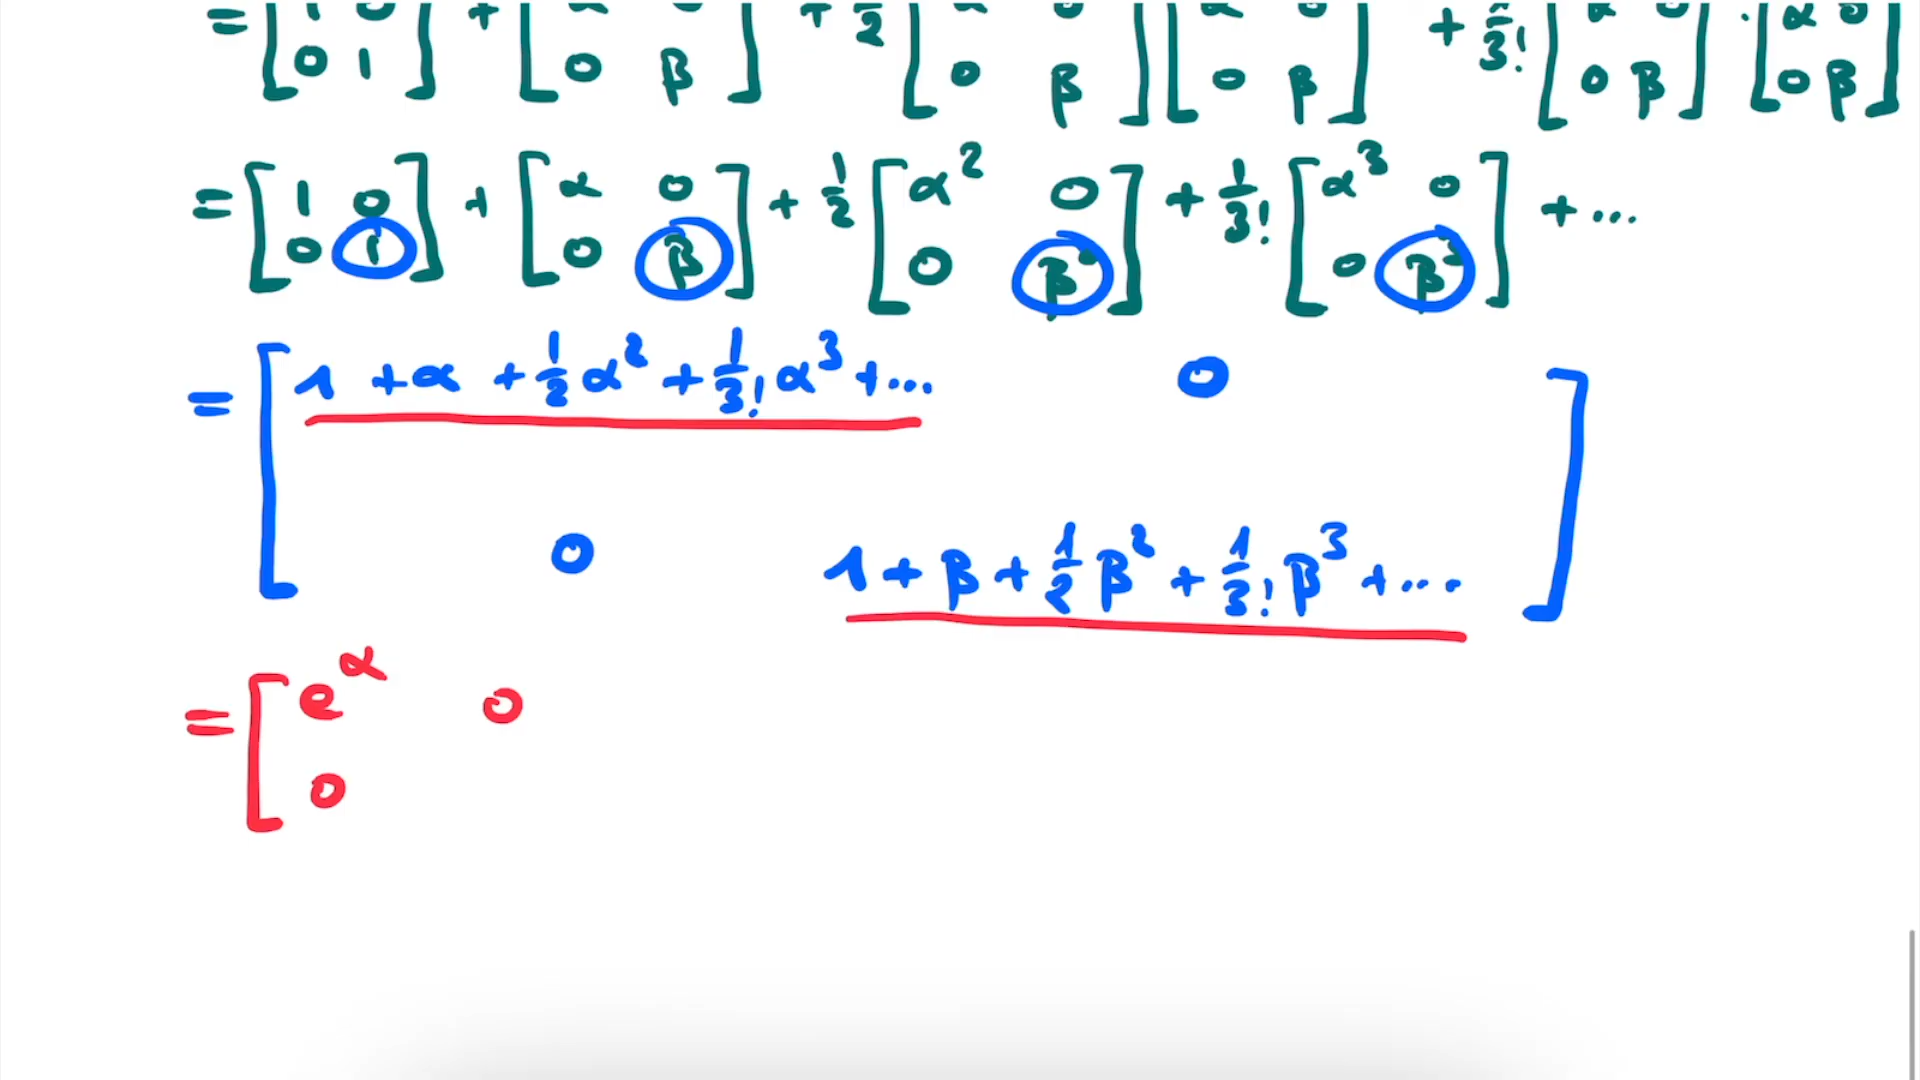 = [1 0; 0 1] + [α 0; 0 β] + 1/2 [α 0; 0 β][α 0; 0 β] + 1/3! [α 0; 0 β] · [α 0; 0 β]
= [1 0; 0 1] + [α 0; 0 β] + 1/2 [α² 0; 0 β²] + 1/3! [α³ 0; 0 β³] + ...
= [1 + α + 1/2 α² + 1/3! α³ + ... 0; 0 1 + β + 1/2 β² + 1/3! β³ + ...]
= [e^α 0; 0